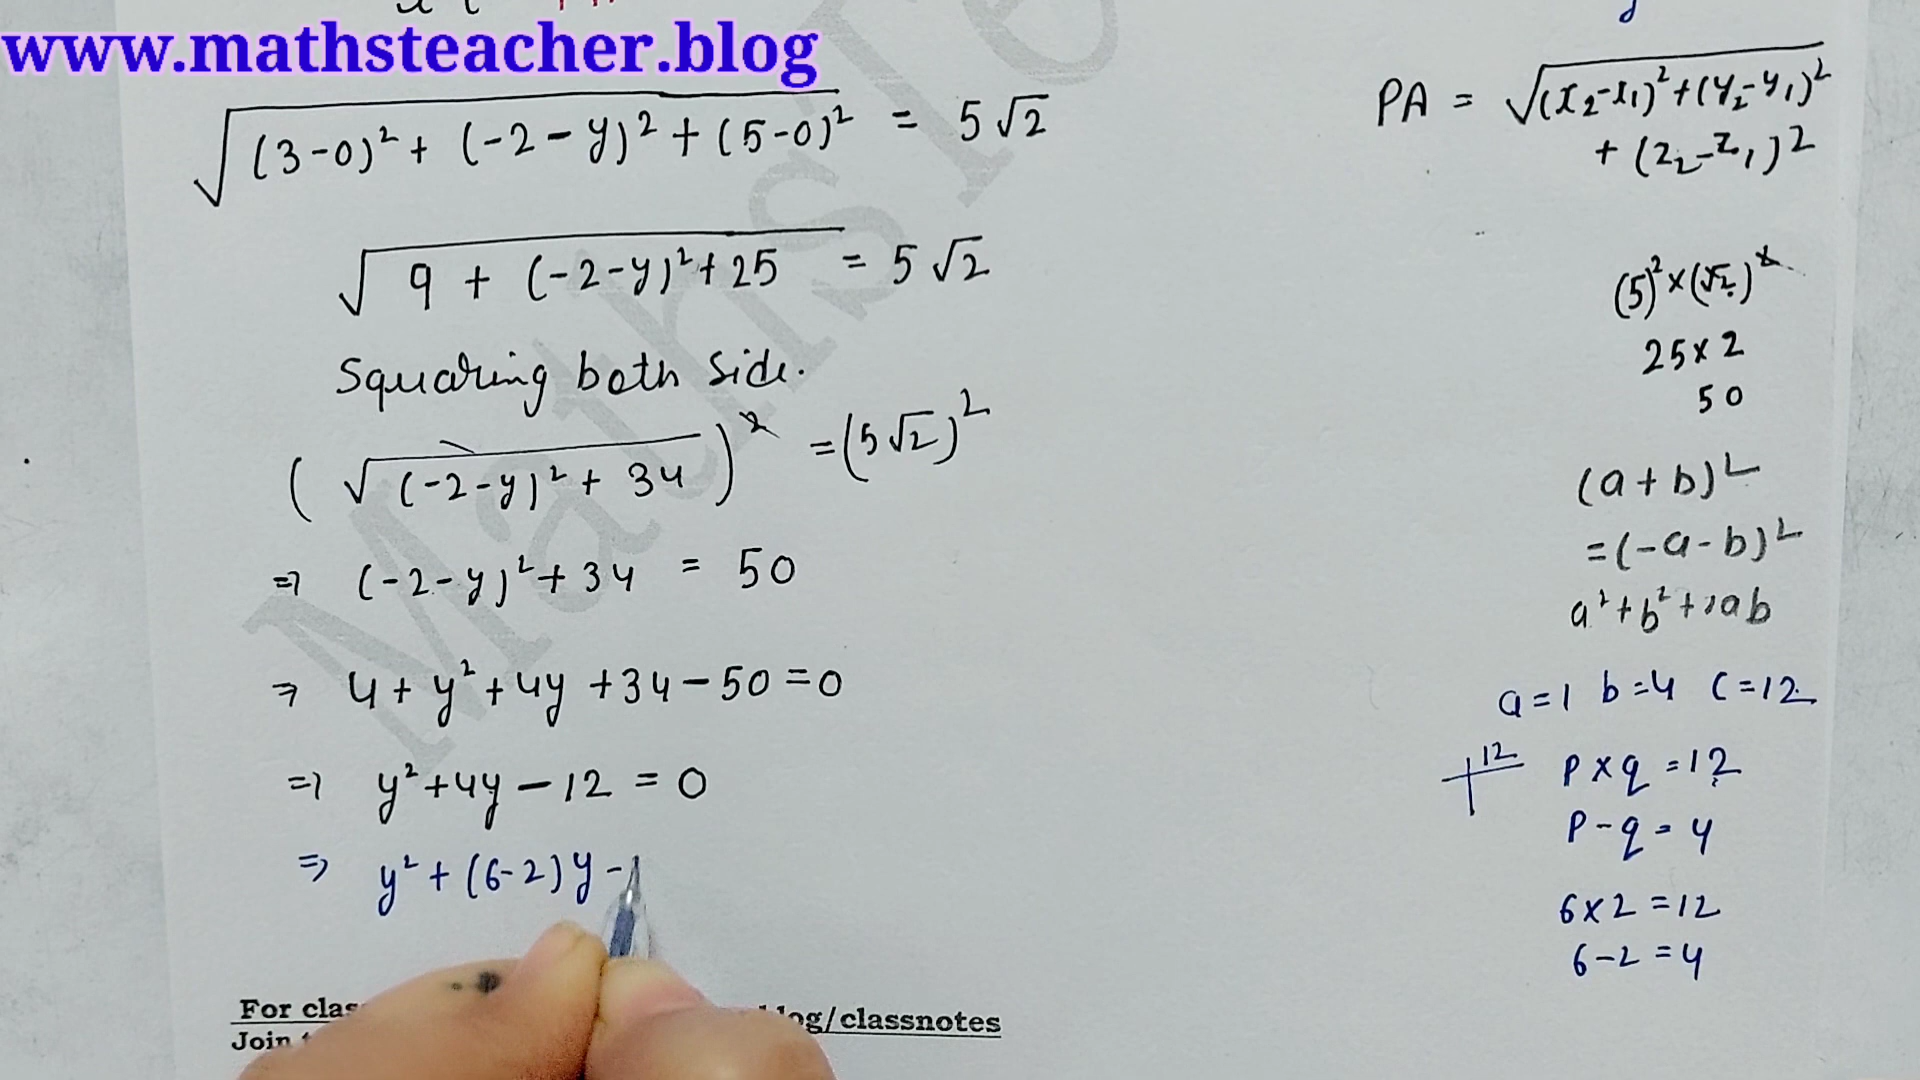 www.mathsteacher.blog
√(3-0)² + (-2-y)² + (5-0)² = 5√2
√9 + (-2-y)² + 25 = 5√2
Squaring both side.
(√(-2-y)² + 34)² = (5√2)²
⇒ (-2-y)² + 34 = 50
⇒ 4 + y² + 4y + 34 - 50 = 0
⇒ y² + 4y - 12 = 0
⇒ y² + (6-2)y -
PA = √(x₂-x₁)² + (y₂-y₁)²
+ (z₂-z₁)²
(5)² × (√2)²
25 × 2
50
(a+b)²
= (-a-b)²
a² + b² + 2ab
a=1 b=4 c=12
12 p × q = 12
p - q = 4
6 × 2 = 12
6 - 2 = 4
For
/classnotes
Join
Maths